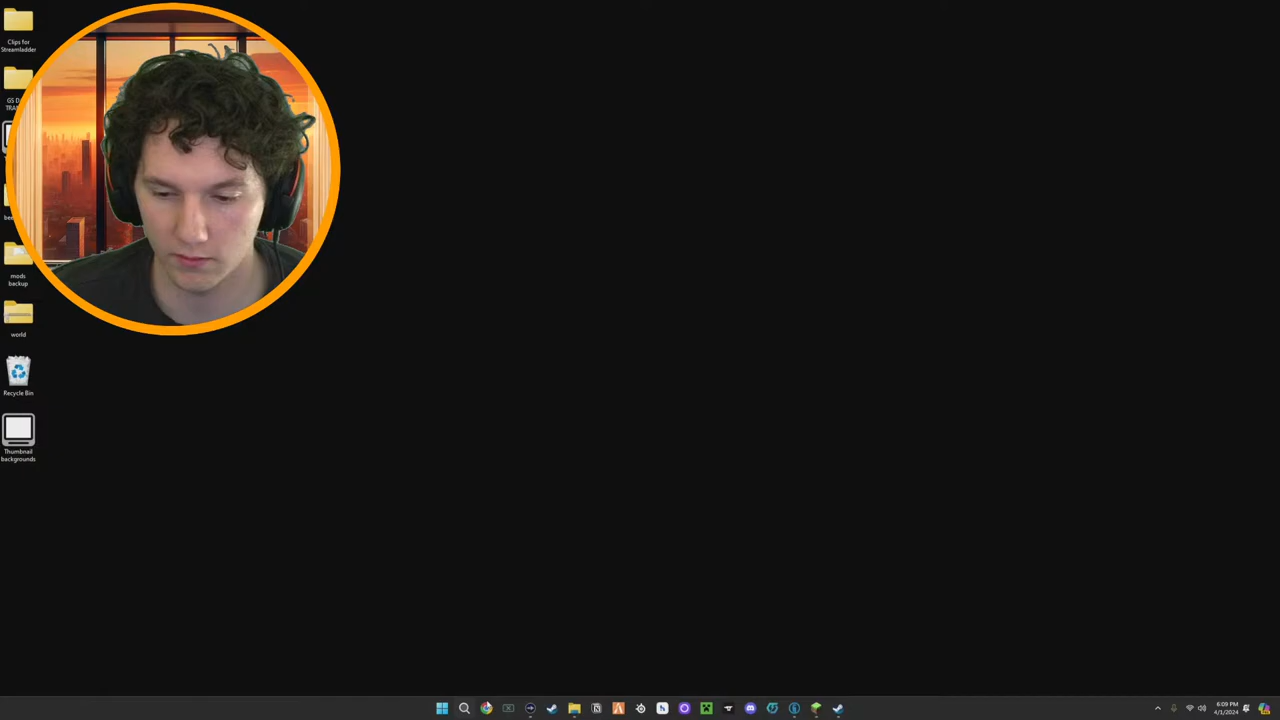 Clips for
Streamladder
mods
backup
world
Recycle Bin
Thumbnail
backgrounds
6:09 PM
4/1/2024